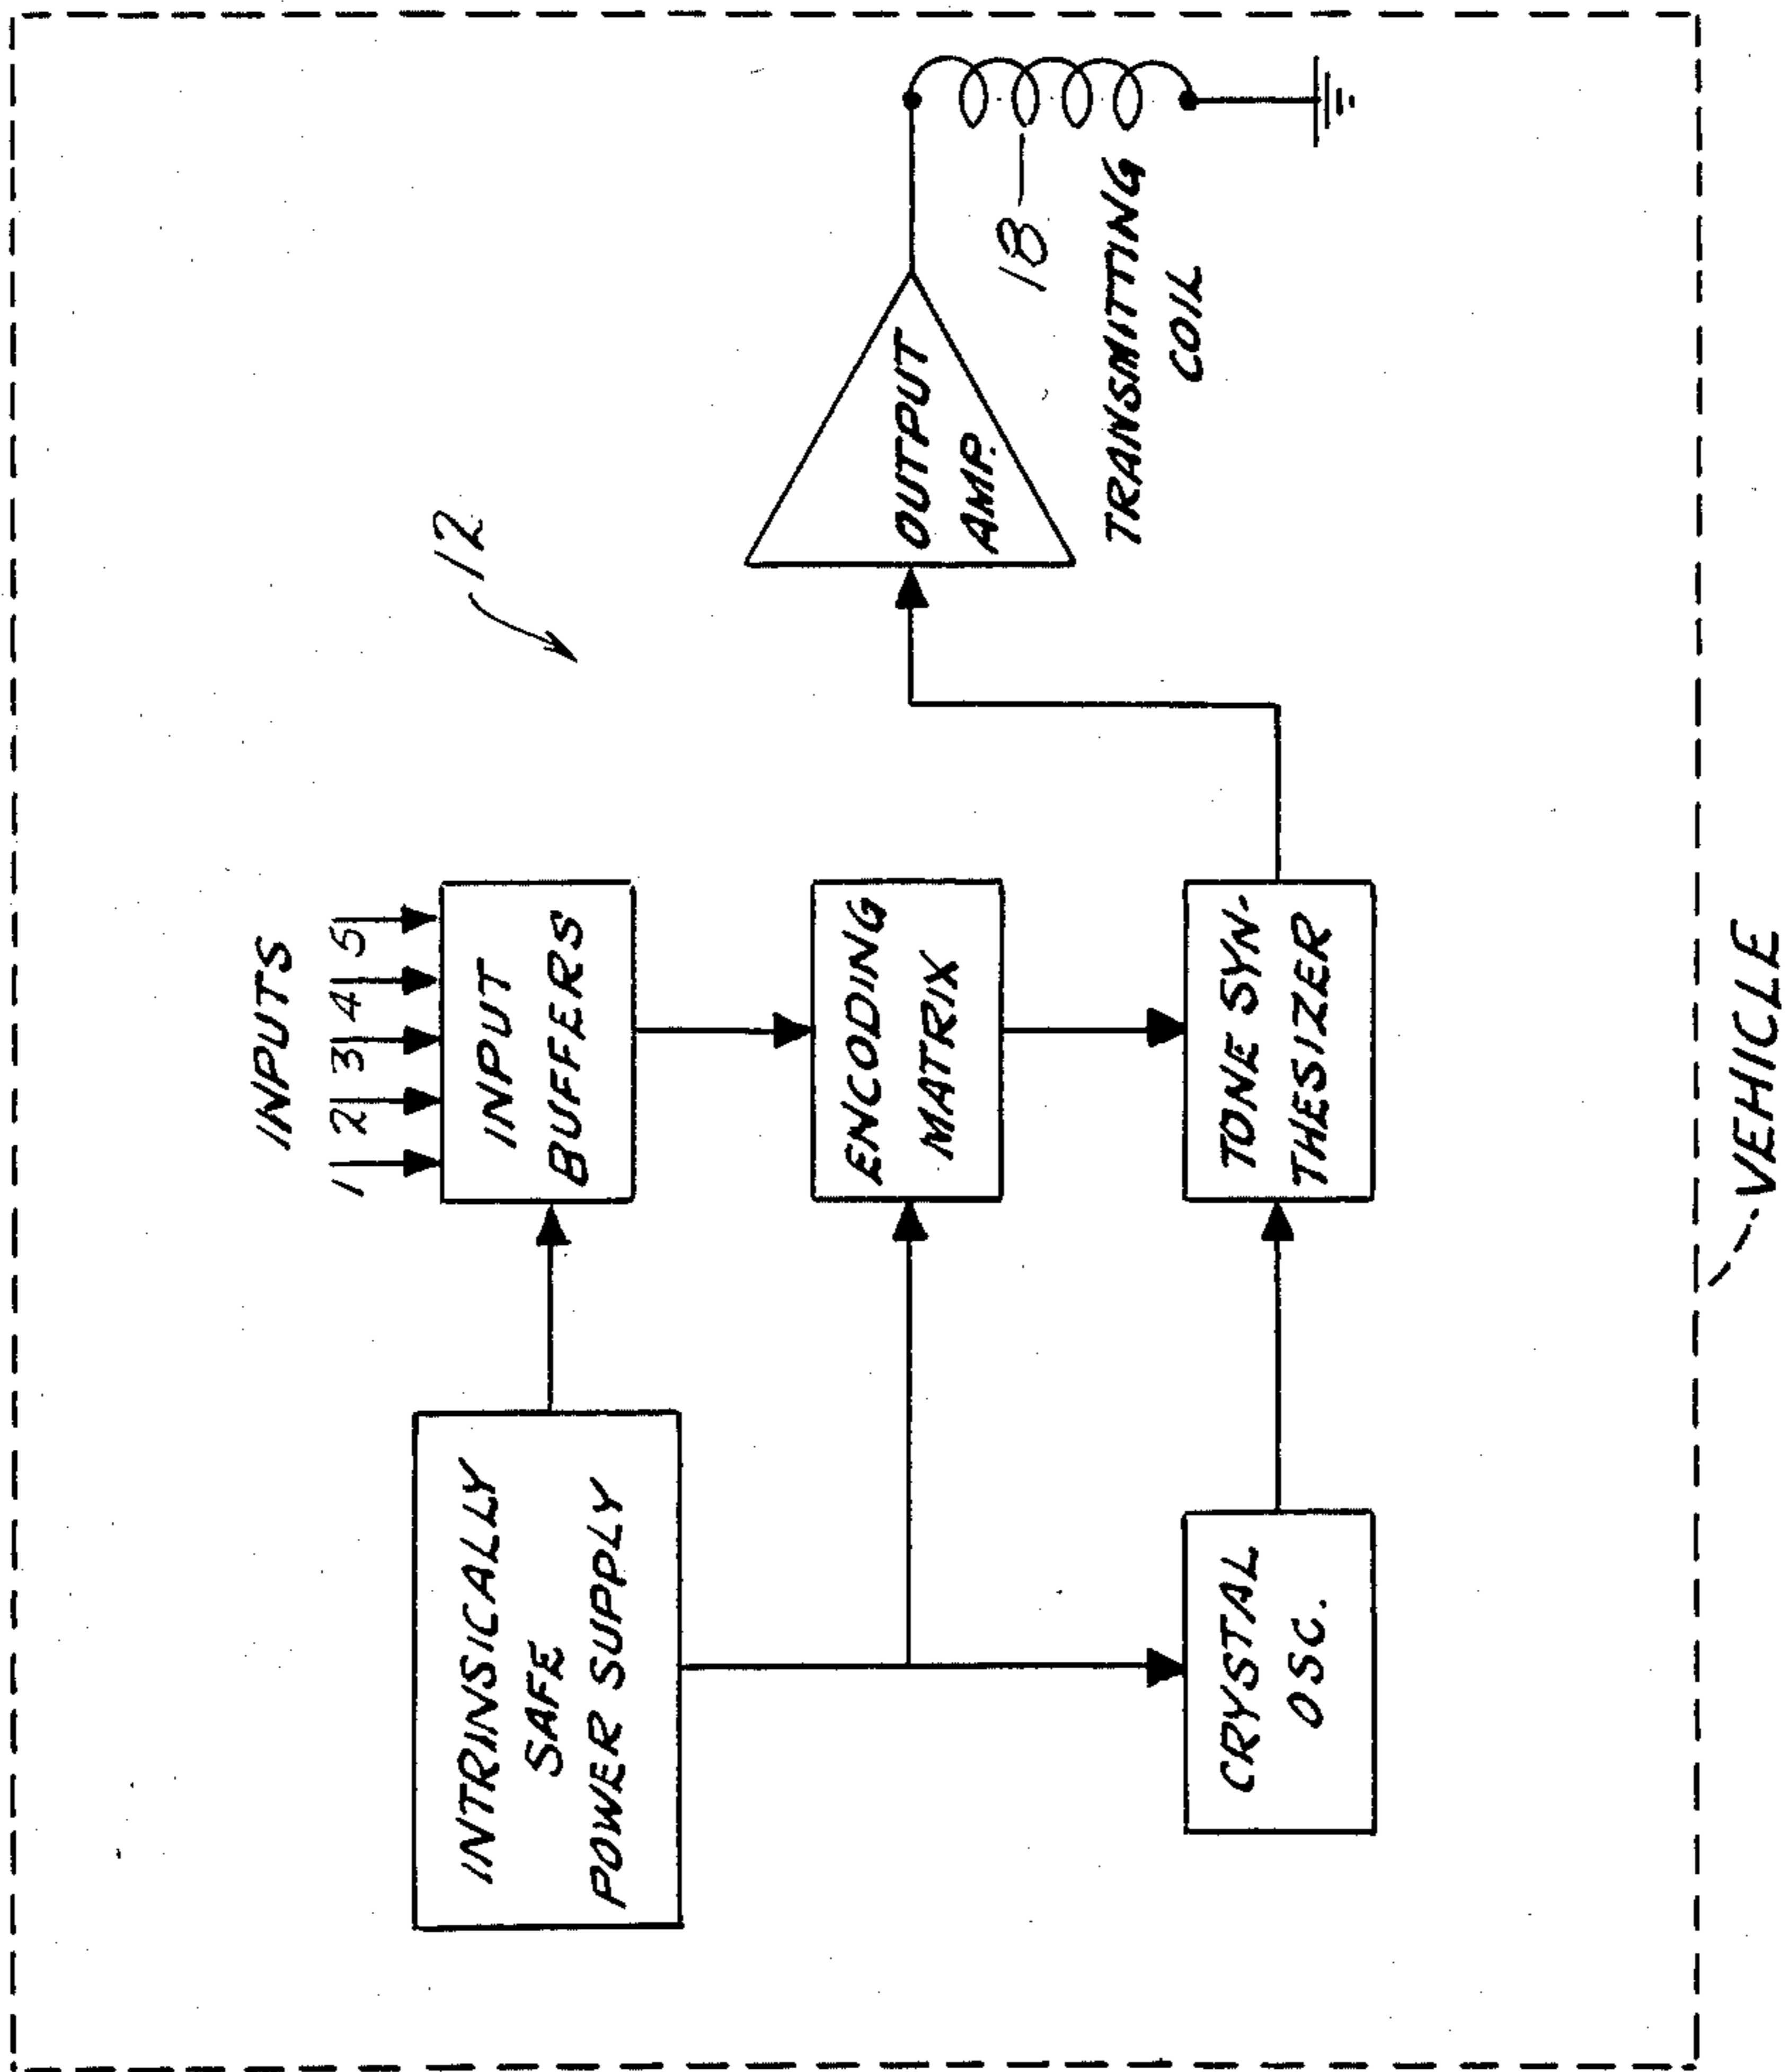 INPUTS
1 2 3 4 5
INTRINSICALLY
SAFE
POWER SUPPLY
INPUT
BUFFERS
12
ENCODING
MATRIX
OUTPUT
AMP.
18
TRANSMITTING
COIL
CRYSTAL
OSC.
TONE SYN-
THESIZER
VEHICLE